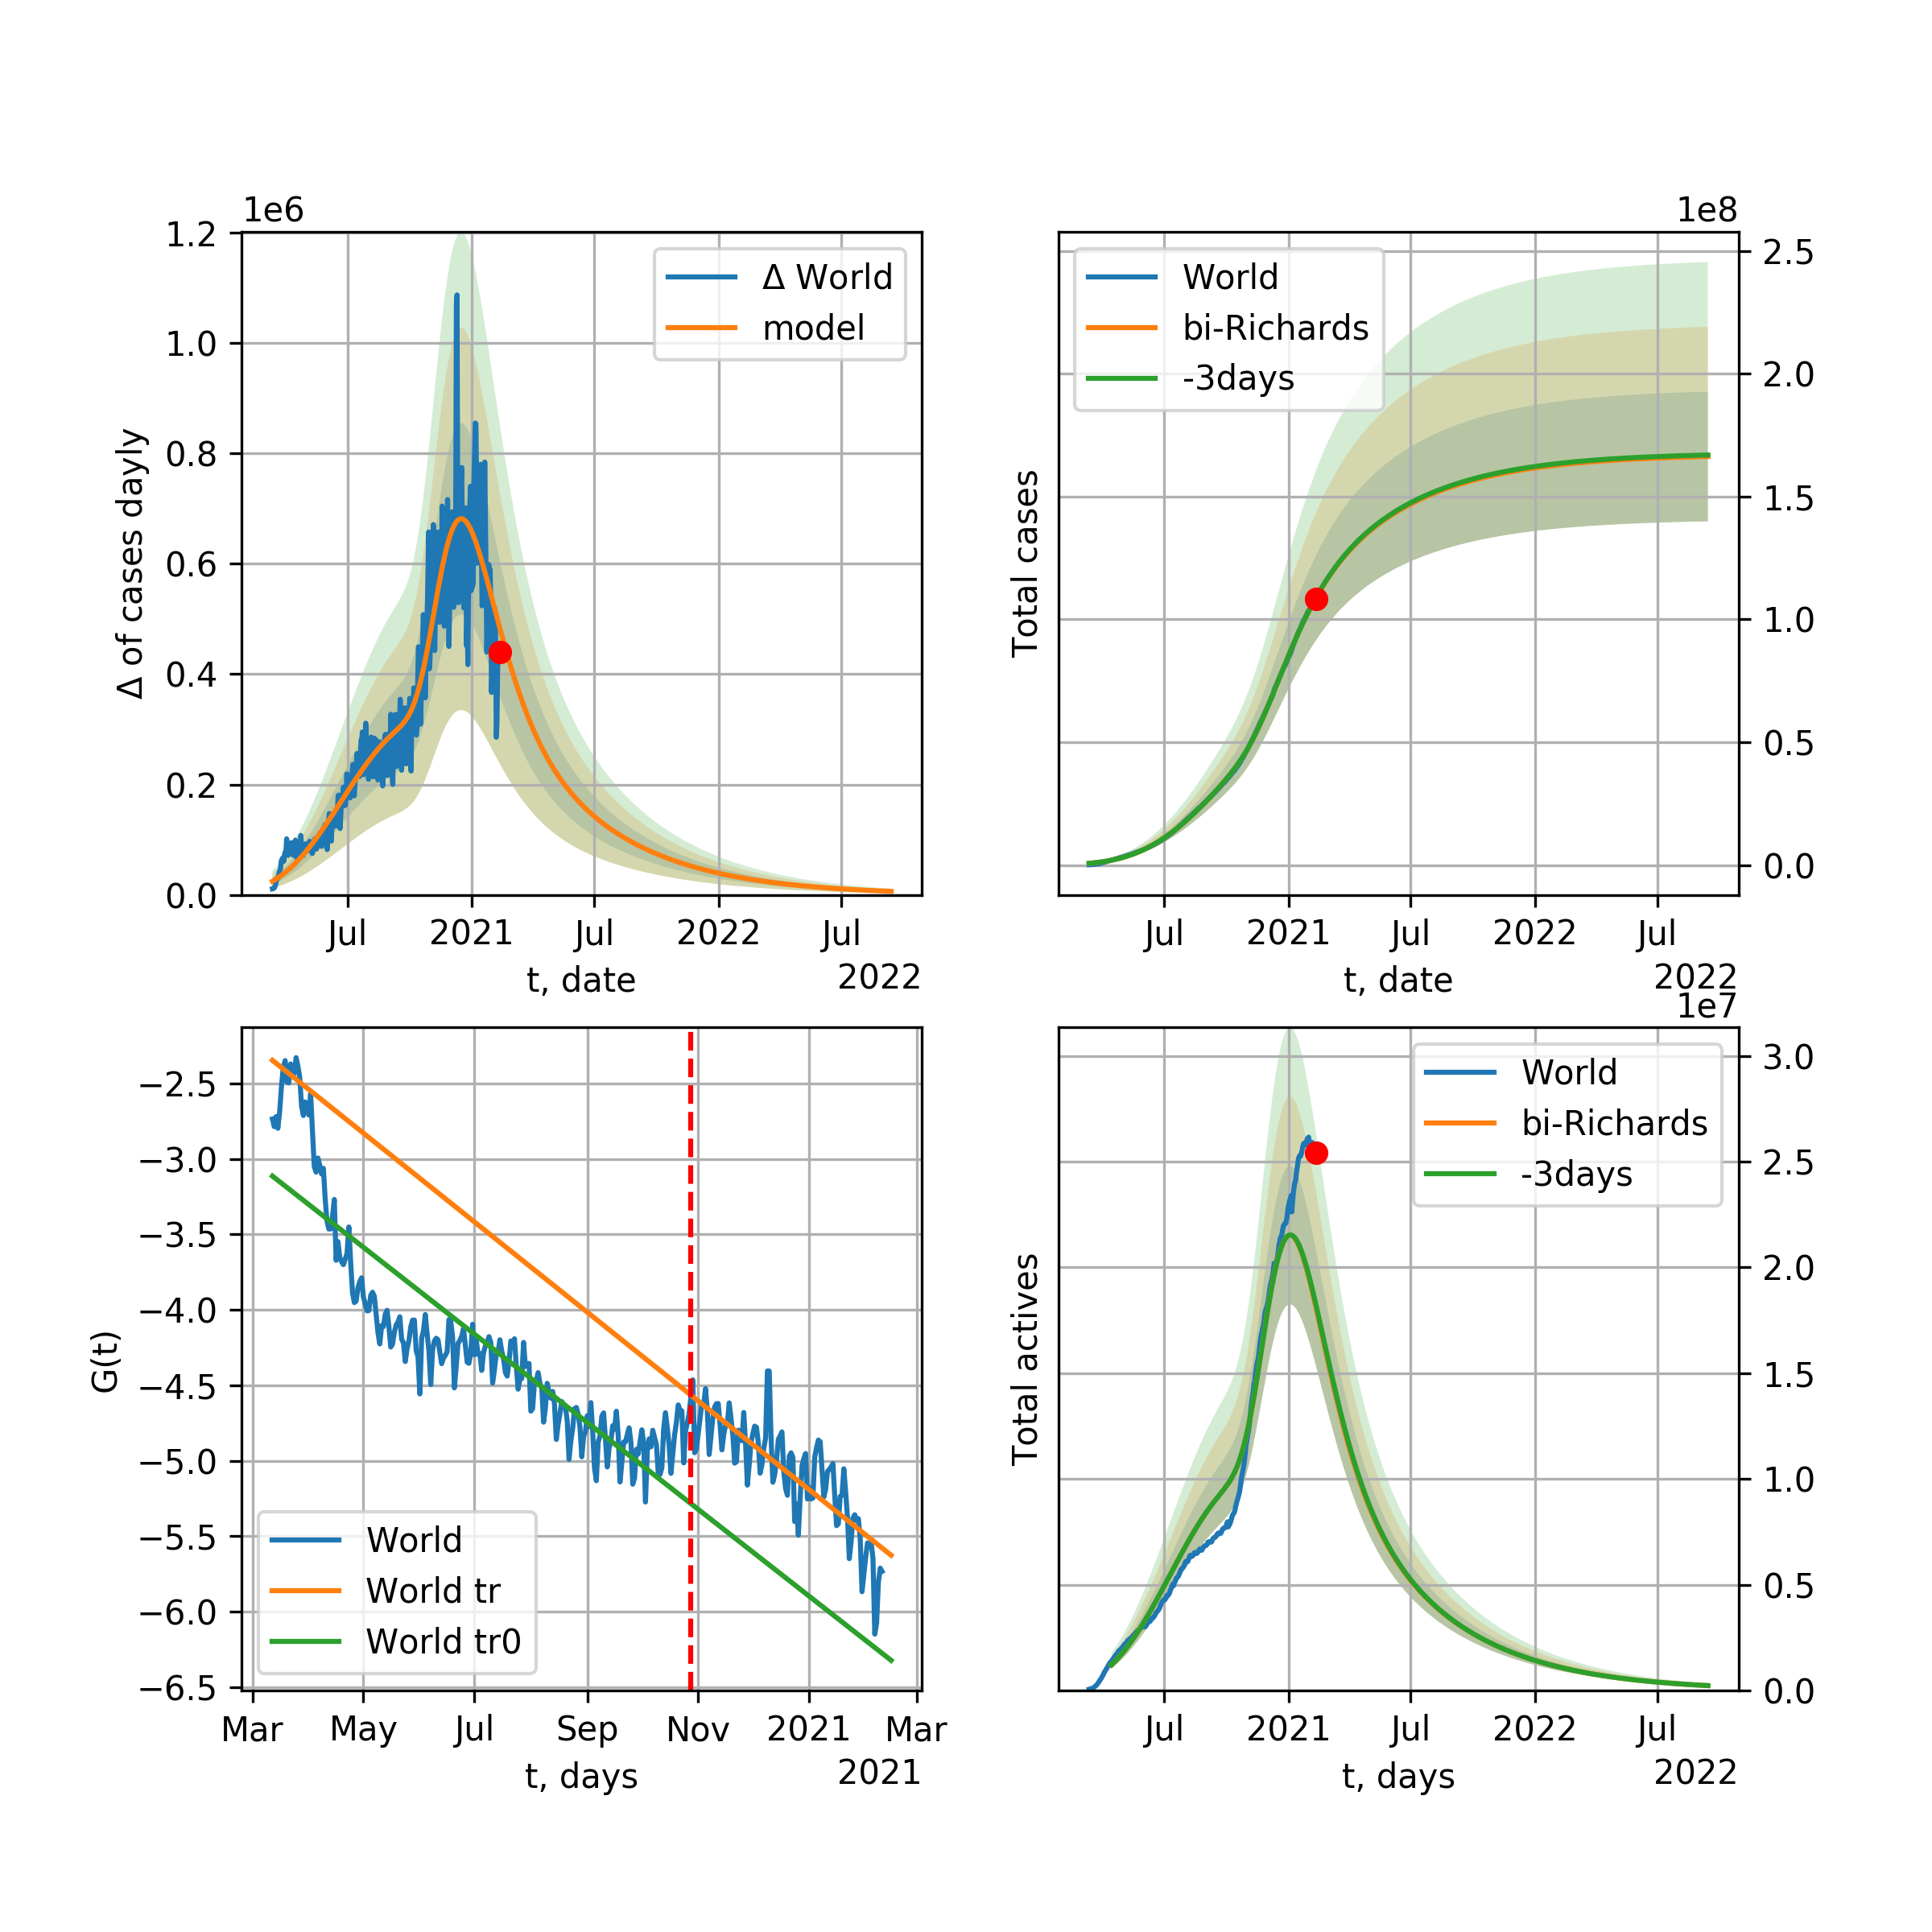 1e6
1.2
1.0
0.8
0.6
0.4
0.2
0.0
Δ of cases dayly
Δ World
model
Jul
2021
Jul
2022
Jul
t, date
2022
1e8
World
bi-Richards
-3days
Total cases
2.5
2.0
1.5
1.0
0.5
0.0
Jul
2021
Jul
2022
Jul
t, date
2022
−2.5
−3.0
−3.5
−4.0
−4.5
−5.0
−5.5
−6.0
−6.5
G(t)
World
World tr
World tr0
Mar
May
Jul
Sep
Nov
2021
Mar
t, days
2021
1e7
World
bi-Richards
-3days
Total actives
3.0
2.5
2.0
1.5
1.0
0.5
0.0
Jul
2021
Jul
2022
Jul
t, days
2022